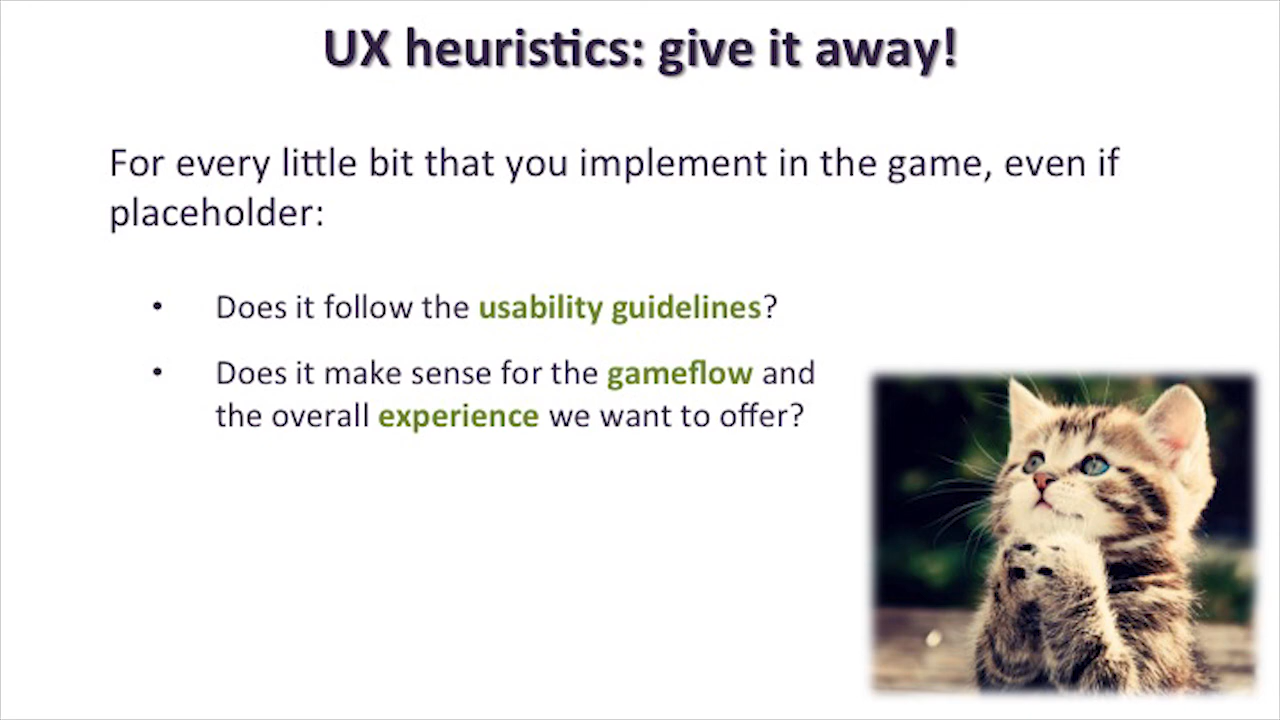 UX heuristics: give it away!
For every little bit that you implement in the game, even if
placeholder:
• Does it follow the usability guidelines?
• Does it make sense for the gameflow and
the overall experience we want to offer?